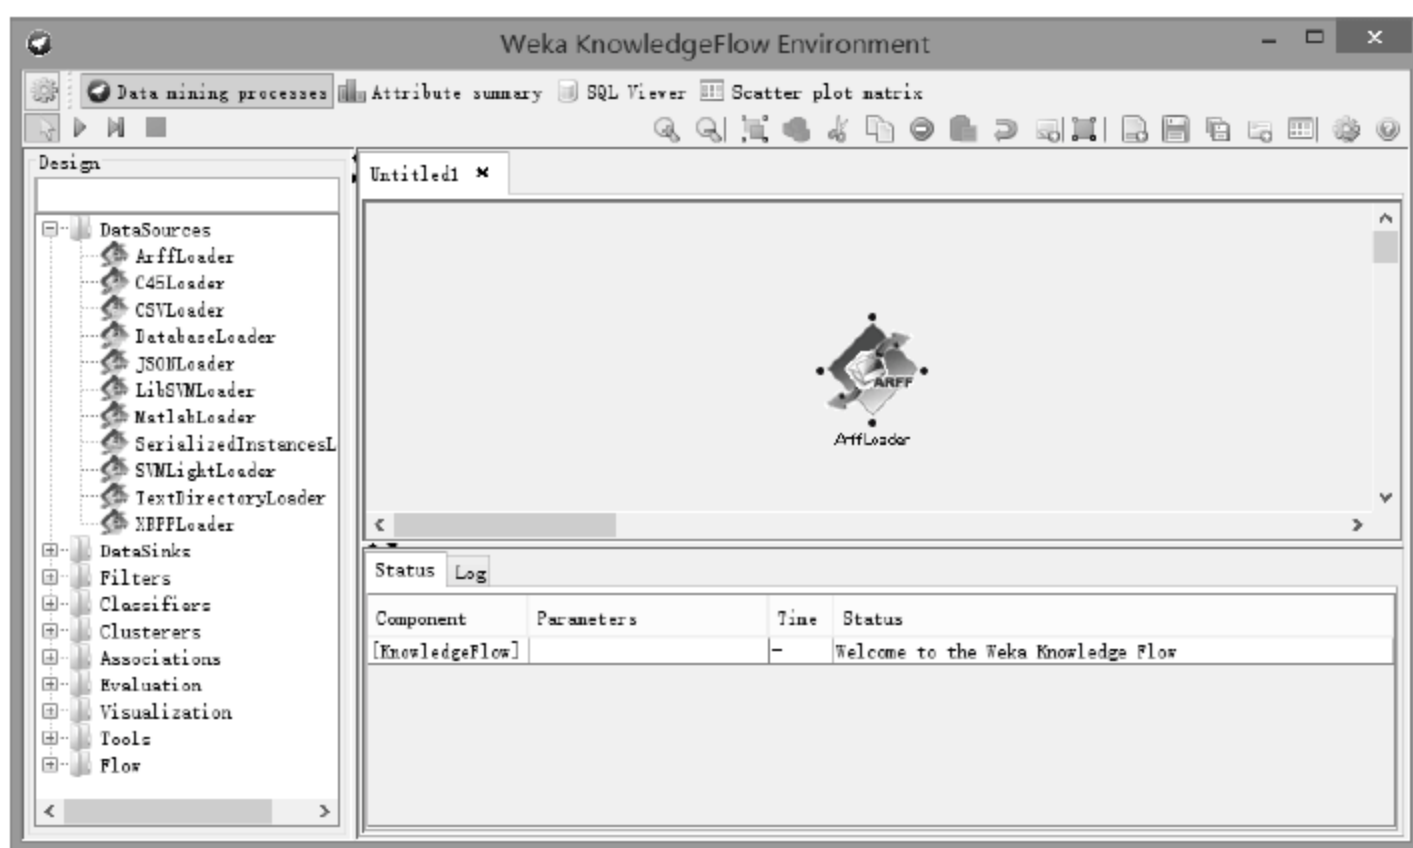 Weka KnowledgeFlow Environment
Data mining processes Attribute summary SQL Viewer Scatter plot matrix
Design
Untitled1
DataSources
ArffLoader
C45Loader
CSVLoader
DatabaseLoader
JSONLoader
LibSVMLoader
MatlabLoader
SerializedInstancesL
SVMLightLoader
TextDirectoryLoader
XRFFLoader
DataSinks
Filters
Classifiers
Clusterers
Associations
Evaluation
Visualization
Tools
Flow
ARFF
ArffLoader
Status Log
Component Parameters Time Status
[KnowledgeFlow] - Welcome to the Weka Knowledge Flow